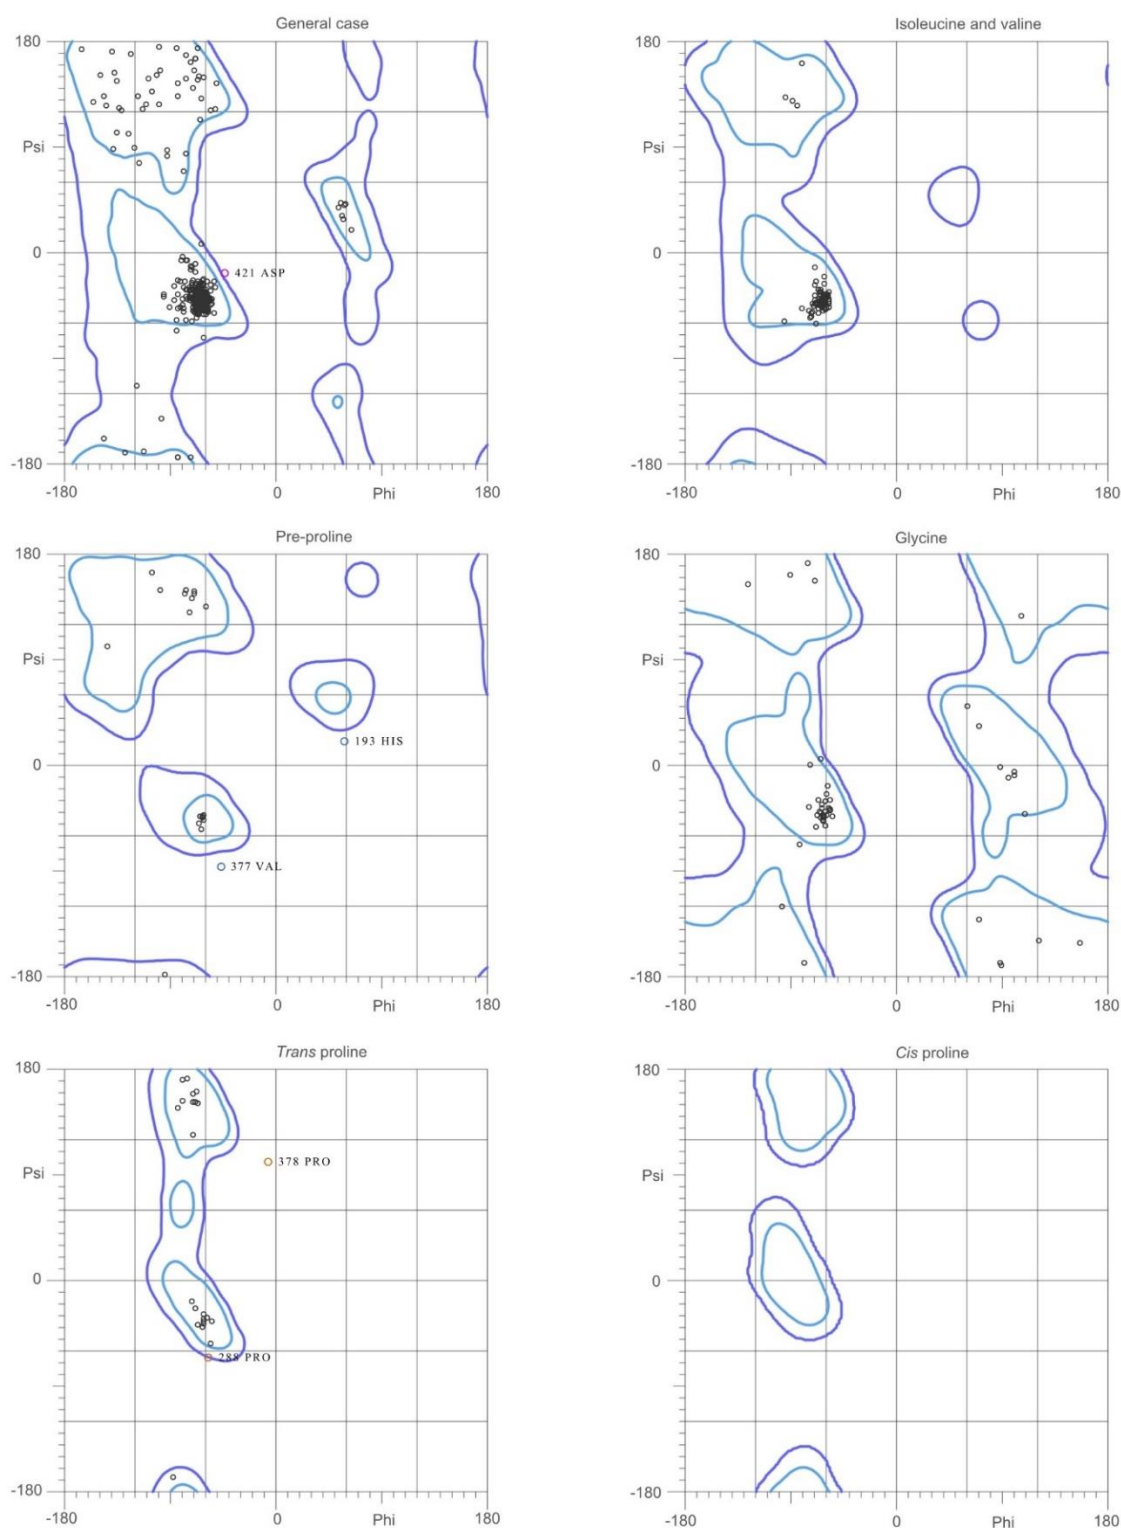 General case
180
Psi
0
421 ASP
-180
-180
0
Phi
180
Isoleucine and valine
180
Psi
0
-180
-180
0
Phi
180
Pre-proline
180
Psi
0
193 HIS
377 VAL
-180
-180
0
Phi
180
Glycine
180
Psi
0
-180
-180
0
Phi
180
Trans proline
180
Psi
378 PRO
0
288 PRO
-180
-180
0
Phi
180
Cis proline
180
Psi
0
-180
-180
0
Phi
180